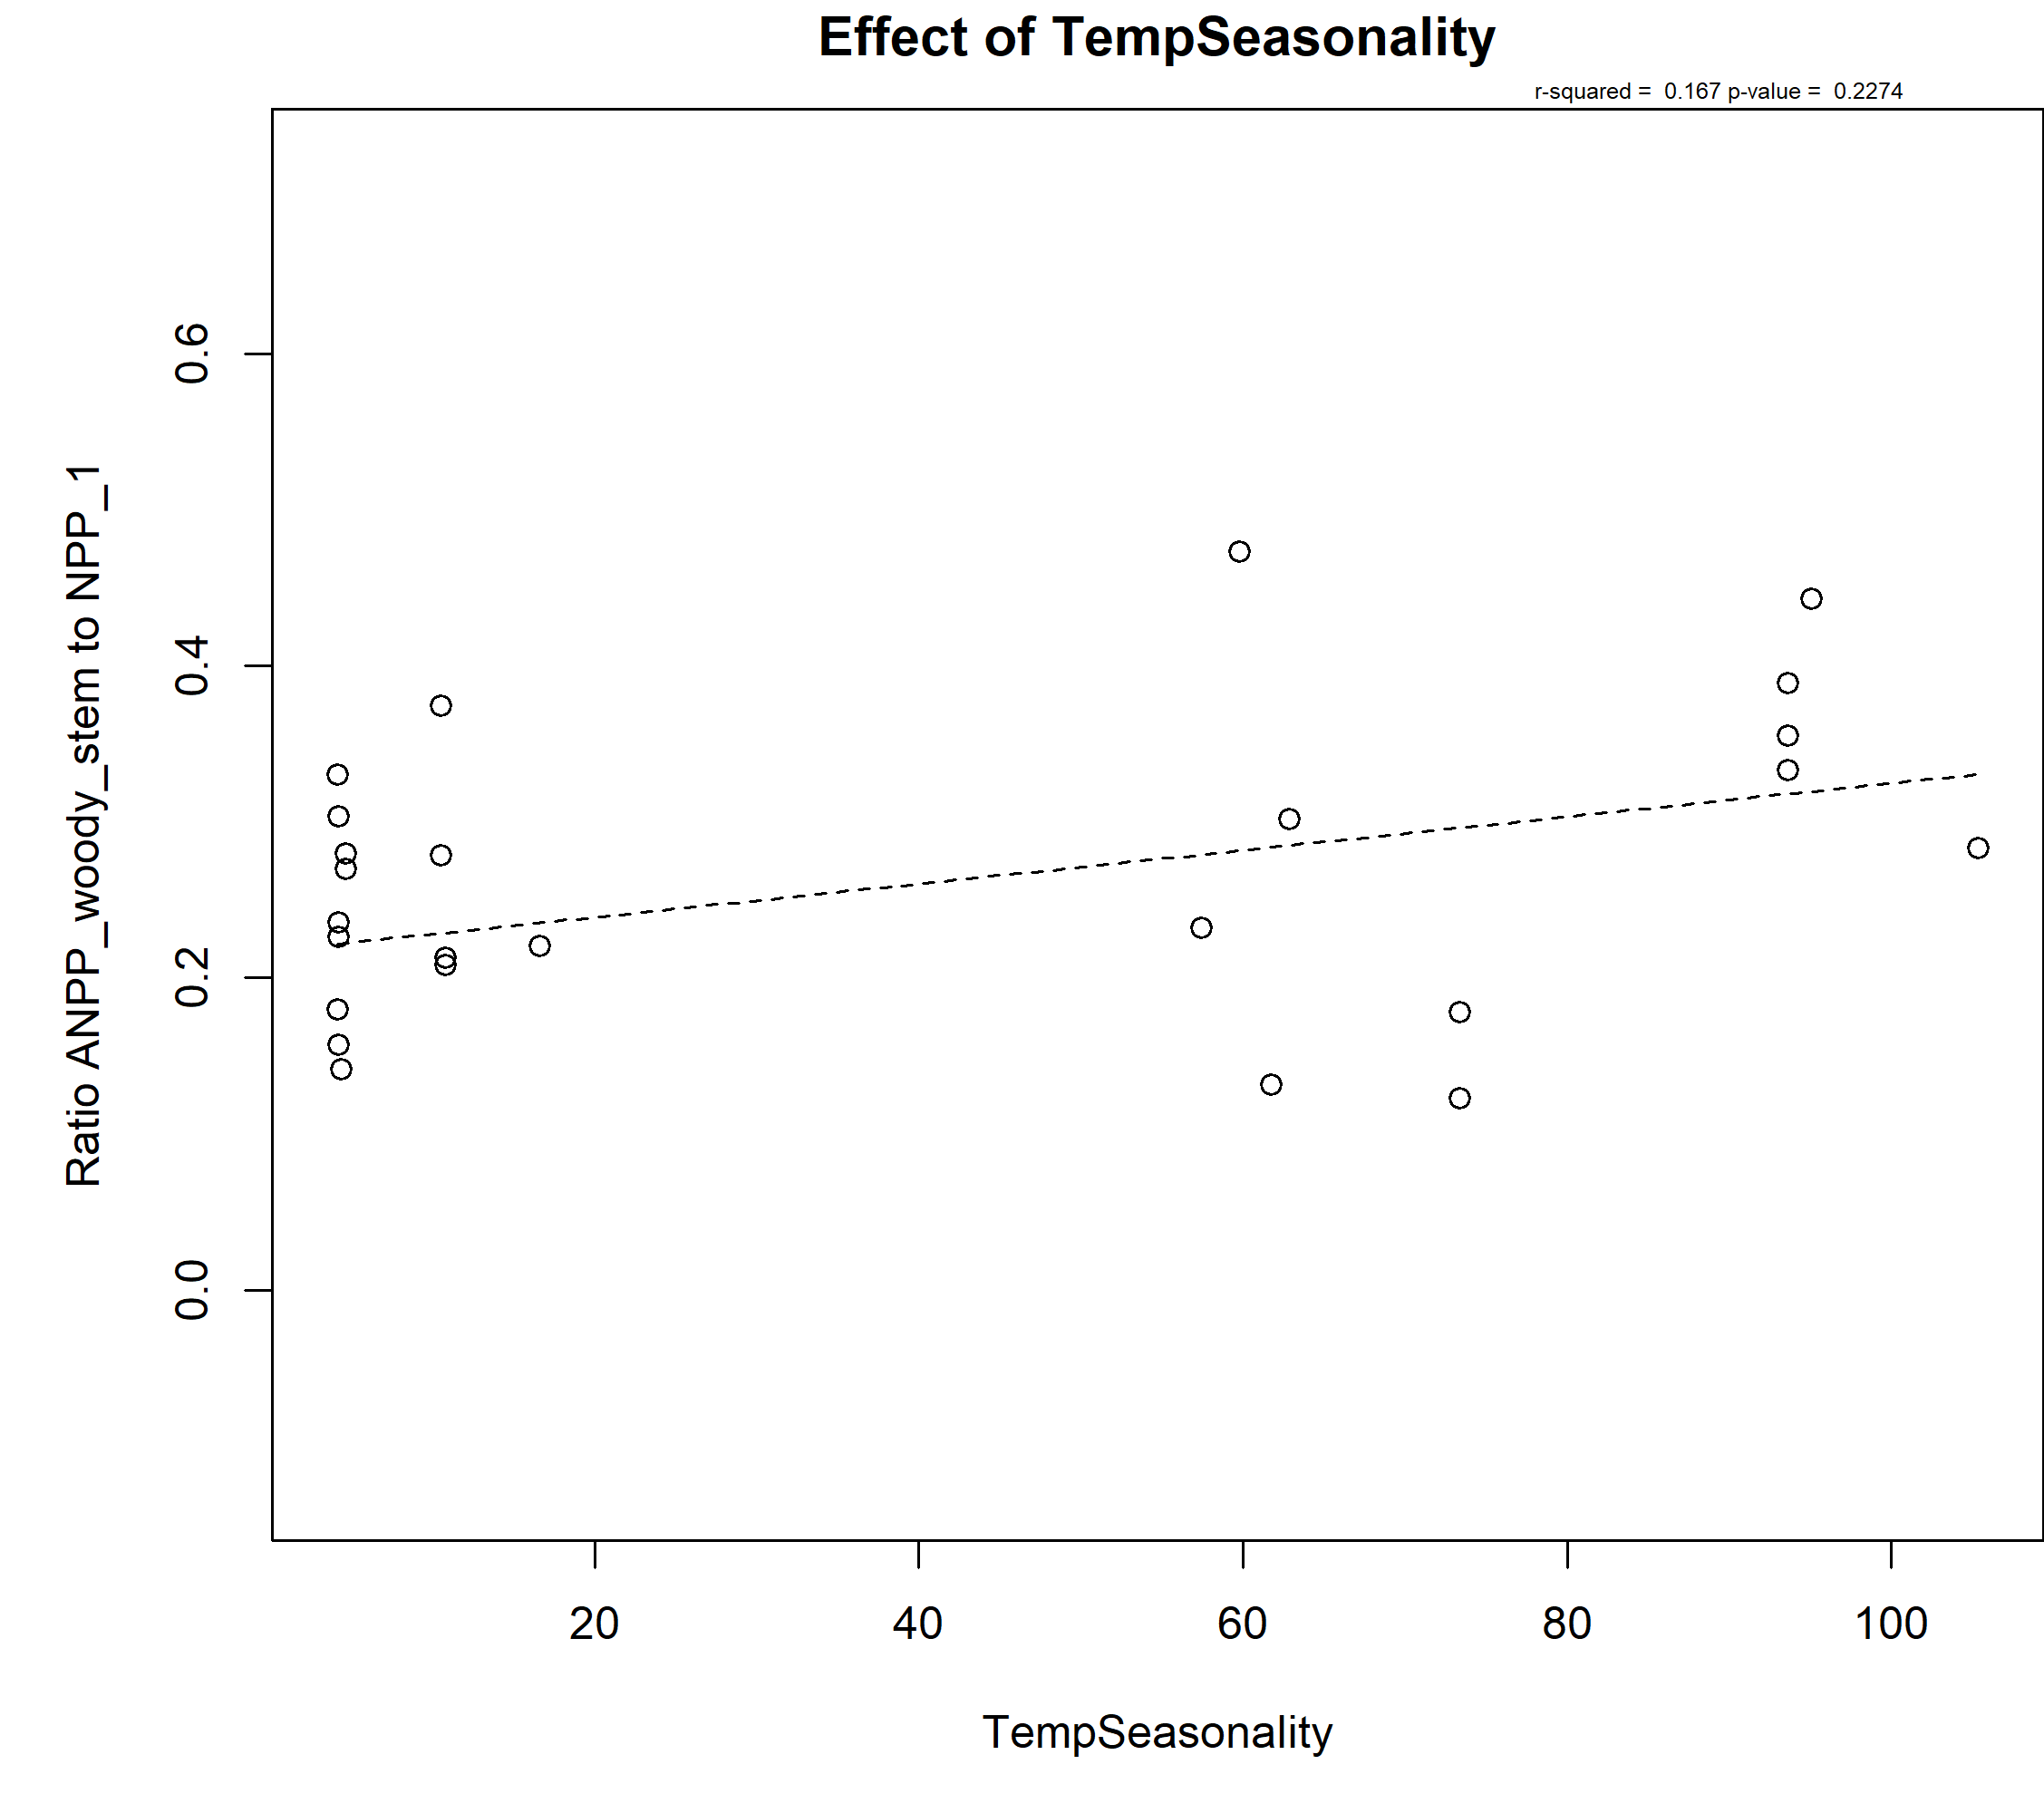 Effect of TempSeasonality
r-squared =  0.167 p-value =  0.2274
Ratio ANPP_woody_stem to NPP_1
0.6
0.4
0.2
0.0
20 40 60 80 100
TempSeasonality